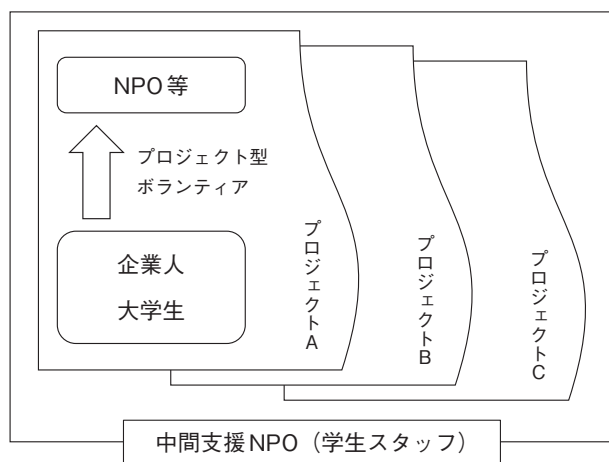 NPO等
プロジェクト型
ボランティア
企業人
大学生
プロジェクトA
プロジェクトB
プロジェクトC
中間支援NPO（学生スタッフ）